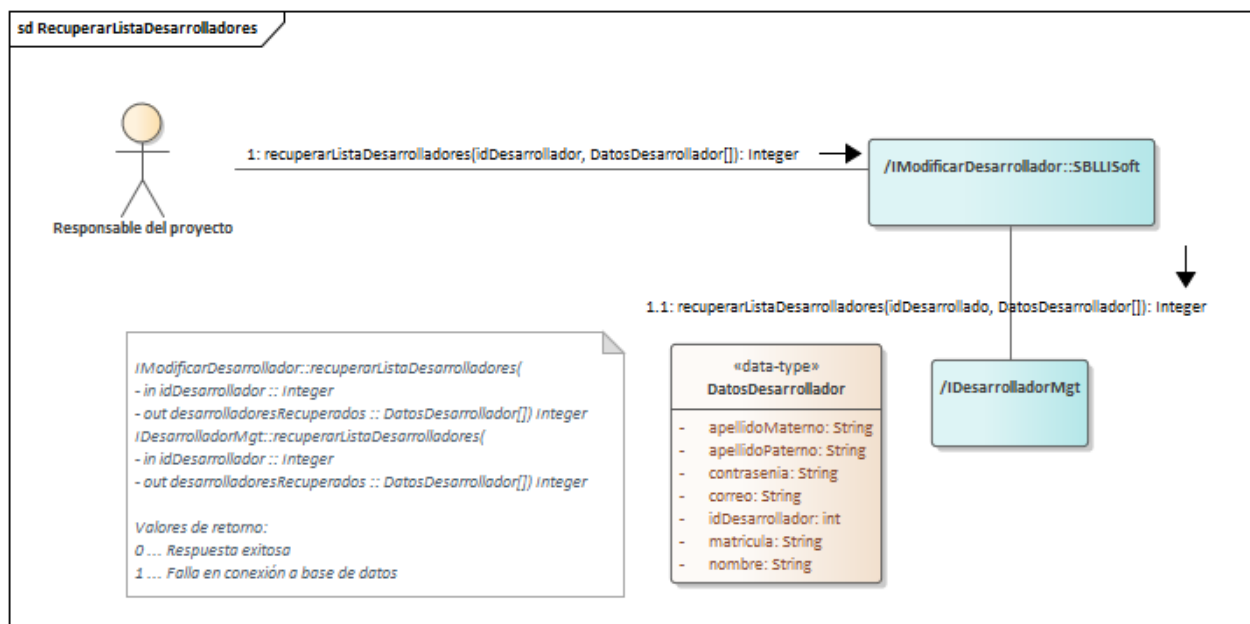 sd RecuperarListaDesarrolladores
1: recuperarListaDesarrolladores(idDesarrollador, DatosDesarrollador[]): Integer
/IModificarDesarrollador::SBLLISoft
Responsable del proyecto
1.1: recuperarListaDesarrolladores(idDesarrollado, DatosDesarrollador[]): Integer
IModificarDesarrollador::recuperarListaDesarrolladores(
- in idDesarrollador :: Integer
- out desarrolladoresRecuperados :: DatosDesarrollador[]) Integer
IDesarrolladorMgt::recuperarListaDesarrolladores(
- in idDesarrollador :: Integer
- out desarrolladoresRecuperados :: DatosDesarrollador[]) Integer
Valores de retorno:
0 ... Respuesta exitosa
1 ... Falla en conexión a base de datos
«data-type»
DatosDesarrollador
- apellidoMaterno: String
- apellidoPaterno: String
- contrasenia: String
- correo: String
- idDesarrollador: int
- matricula: String
- nombre: String
/IDesarrolladorMgt